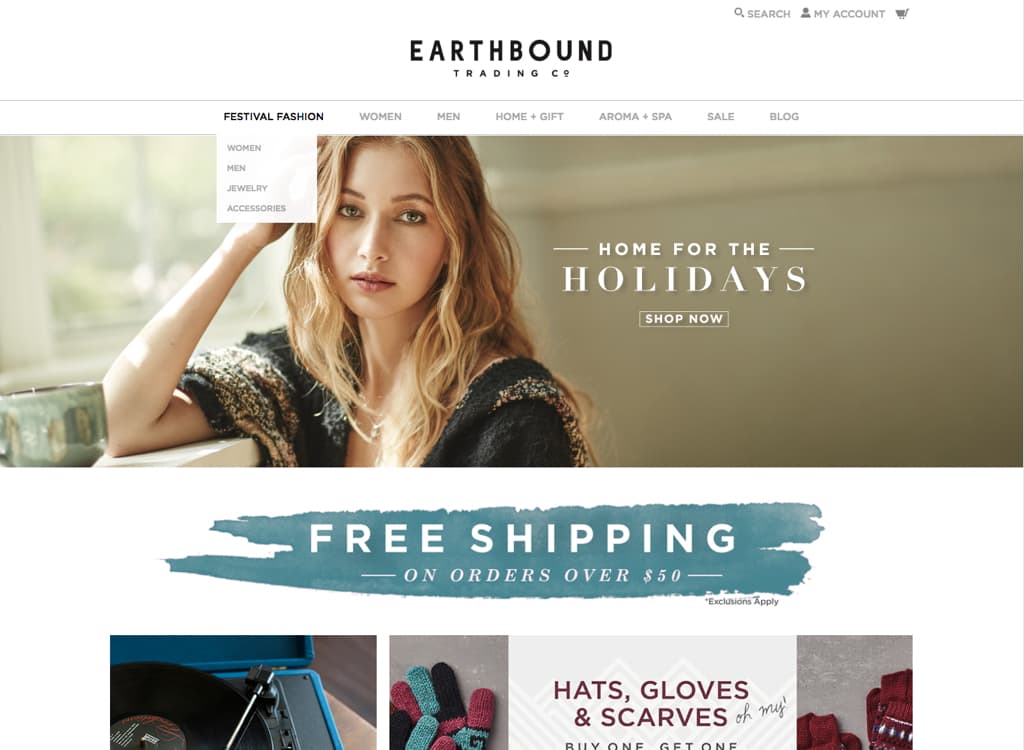 SEARCH MY ACCOUNT
EARTHBOUND
TRADING Cº
FESTIVAL FASHION WOMEN MEN HOME + GIFT AROMA + SPA SALE BLOG
WOMEN
MEN
JEWELRY
ACCESSORIES
HOME FOR THE
HOLIDAYS
SHOP NOW
FREE SHIPPING
ON ORDERS OVER $50
*Exclusions Apply
HATS, GLOVES
& SCARVES oh my!
BUY ONE, GET ONE